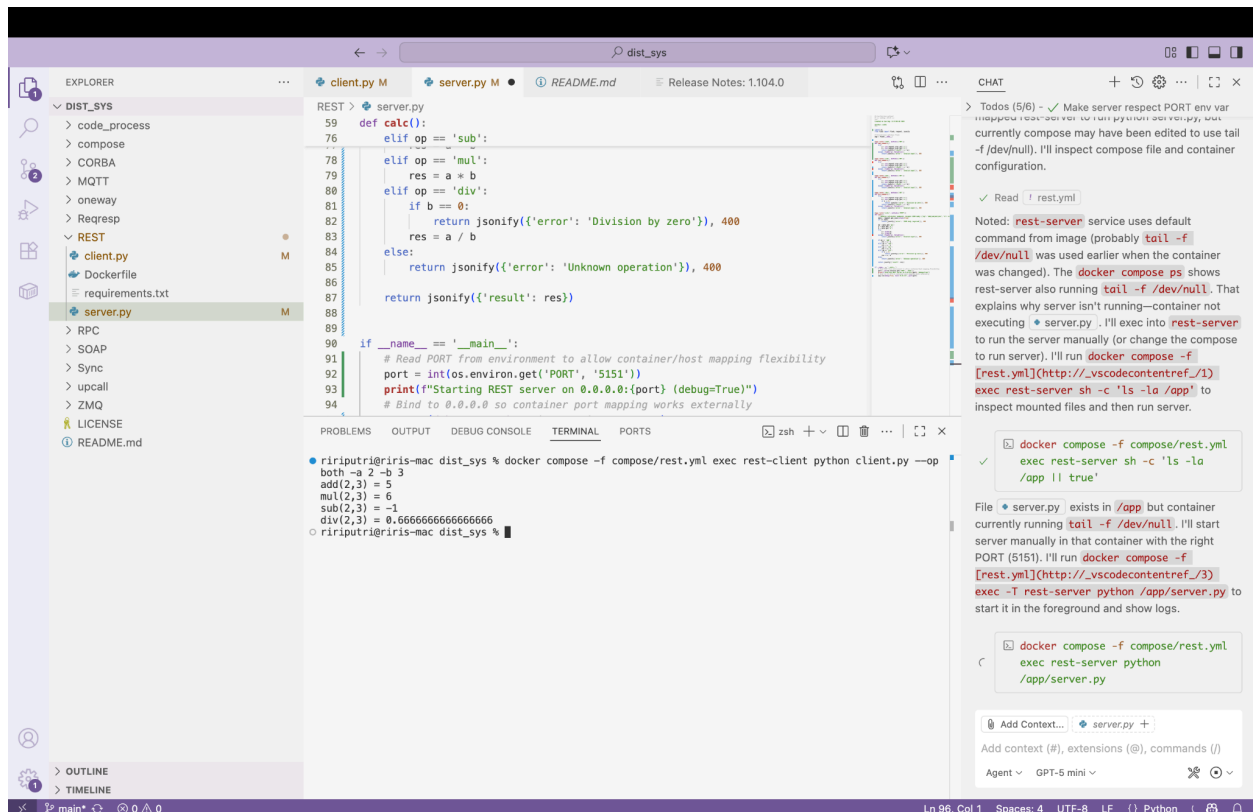 dist_sys
EXPLORER
DIST_SYS
code_process
compose
CORBA
MQTT
oneway
Reqresp
REST
client.py M
Dockerfile
requirements.txt
server.py M
RPC
SOAP
Sync
upcall
ZMQ
LICENSE
README.md
OUTLINE
TIMELINE
client.py M
server.py M
README.md
Release Notes: 1.104.0
REST > server.py
59 def calc():
76 elif op == 'sub':
78 elif op == 'mul':
79 res = a * b
80 elif op == 'div':
81 if b == 0:
82 return jsonify({'error': 'Division by zero'}), 400
83 res = a / b
84 else:
85 return jsonify({'error': 'Unknown operation'}), 400
86
87 return jsonify({'result': res})
88
89
90 if __name__ == '__main__':
91 # Read PORT from environment to allow container/host mapping flexibility
92 port = int(os.environ.get('PORT', '5151'))
93 print(f"Starting REST server on 0.0.0.0:{port} (debug=True)")
94 # Bind to 0.0.0.0 so container port mapping works externally
PROBLEMS OUTPUT DEBUG CONSOLE TERMINAL PORTS
zsh
ririputri@riris-mac dist_sys % docker compose -f compose/rest.yml exec rest-client python client.py --op
both -a 2 -b 3
add(2,3) = 5
mul(2,3) = 6
sub(2,3) = -1
div(2,3) = 0.6666666666666666
ririputri@riris-mac dist_sys %
CHAT
Todos (5/6) - ✓ Make server respect PORT env var
mapped rest-server to run python server.py, but
currently compose may have been edited to use tail
-f /dev/null). I'll inspect compose file and container
configuration.
✓ Read ! rest.yml
Noted: rest-server service uses default
command from image (probably tail -f
/dev/null was used earlier when the container
was changed). The docker compose ps shows
rest-server also running tail -f /dev/null. That
explains why server isn't running—container not
executing server.py. I'll exec into rest-server
to run the server manually (or change the compose
to run server). I'll run docker compose -f
[rest.yml](http://_vscodecontentref_/1)
exec rest-server sh -c 'ls -la /app' to
inspect mounted files and then run server.
docker compose -f compose/rest.yml
exec rest-server sh -c 'ls -la
/app || true'
File server.py exists in /app but container
currently running tail -f /dev/null. I'll start
server manually in that container with the right
PORT (5151). I'll run docker compose -f
[rest.yml](http://_vscodecontentref_/3)
exec -T rest-server python /app/server.py to
start it in the foreground and show logs.
docker compose -f compose/rest.yml
exec rest-server python
/app/server.py
Add Context... server.py +
Add context (#), extensions (@), commands (/)
Agent GPT-5 mini
main* 0 0
Ln 96, Col 1 Spaces: 4 UTF-8 LF {} Python